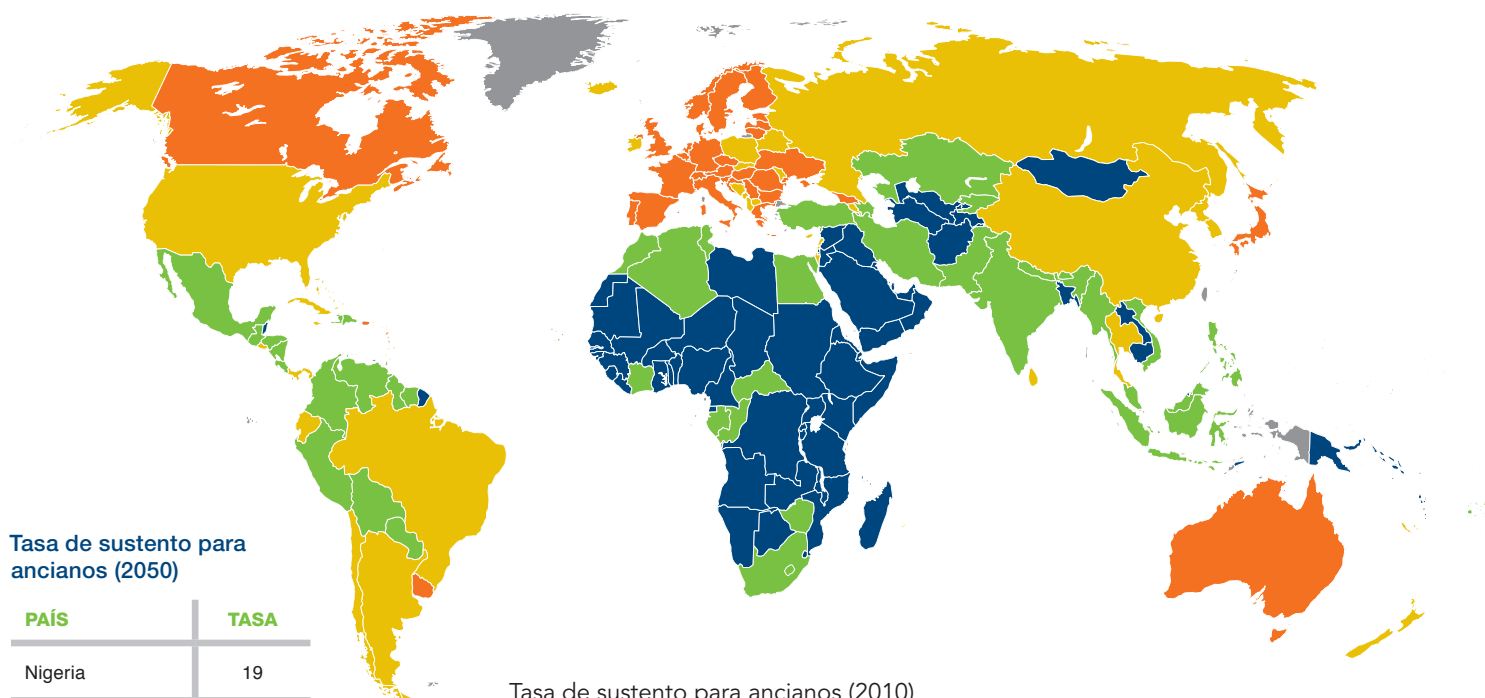 Tasa de sustento para
ancianos (2050)
PAÍS TASA
Nigeria 19
Tasa de sustento para ancianos (2010)